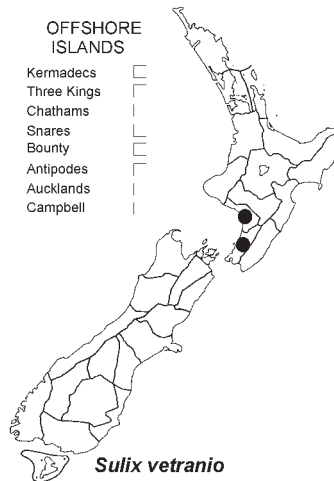 OFFSHORE
ISLANDS
Kermadecs
Three Kings
Chathams
Snares
Bounty
Antipodes
Aucklands
Campbell
Sulix vetranio